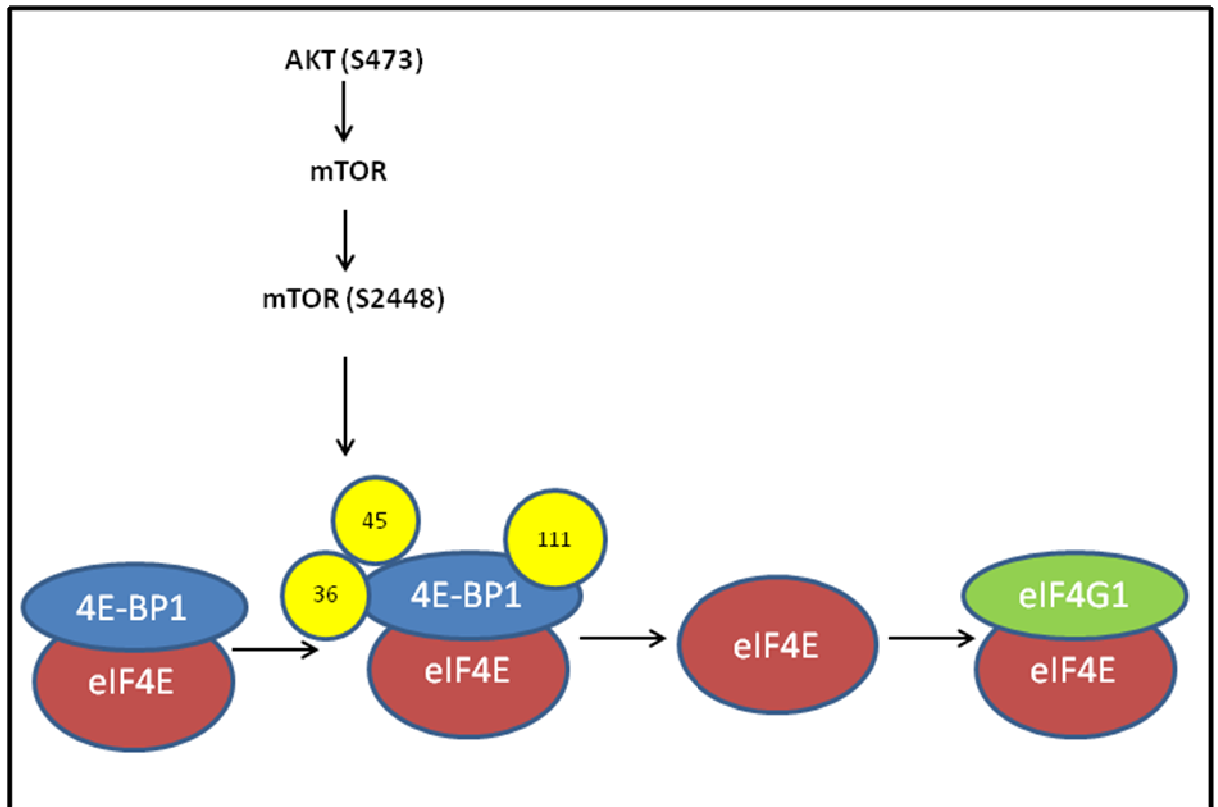 AKT (S473)
mTOR
mTOR (S2448)
45
111
36
4E-BP1
eIF4E
4E-BP1
eIF4E
eIF4E
eIF4G1
eIF4E